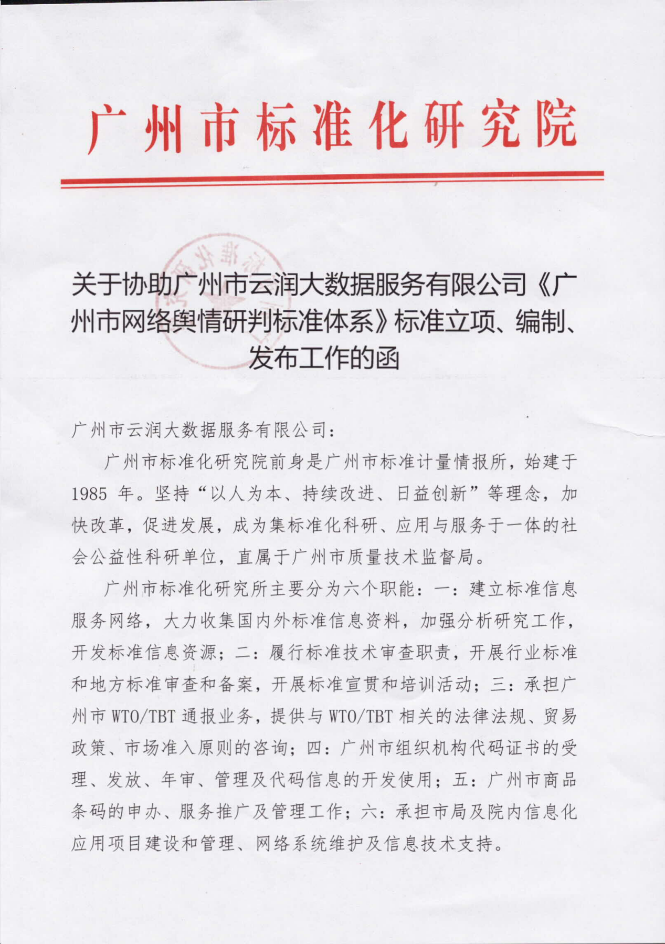 广州市标准化研究院
关于协助广州市云润大数据服务有限公司《广
州市网络舆情研判标准体系》标准立项、编制、
发布工作的函
广州市云润大数据服务有限公司：
广州市标准化研究院前身是广州市标准计量情报所，始建于
1985 年。坚持“以人为本、持续改进、日益创新”等理念，加
快改革，促进发展，成为集标准化科研、应用与服务于一体的社
会公益性科研单位，直属于广州市质量技术监督局。
广州市标准化研究所主要分为六个职能：一：建立标准信息
服务网络，大力收集国内外标准信息资料，加强分析研究工作，
开发标准信息资源；二：履行标准技术审查职责，开展行业标准
和地方标准审查和备案，开展标准宣贯和培训活动；三：承担广
州市 WTO/TBT 通报业务，提供与 WTO/TBT 相关的法律法规、贸易
政策、市场准入原则的咨询；四：广州市组织机构代码证书的受
理、发放、年审、管理及代码信息的开发使用；五：广州市商品
条码的申办、服务推广及管理工作；六：承担市局及院内信息化
应用项目建设和管理、网络系统维护及信息技术支持。